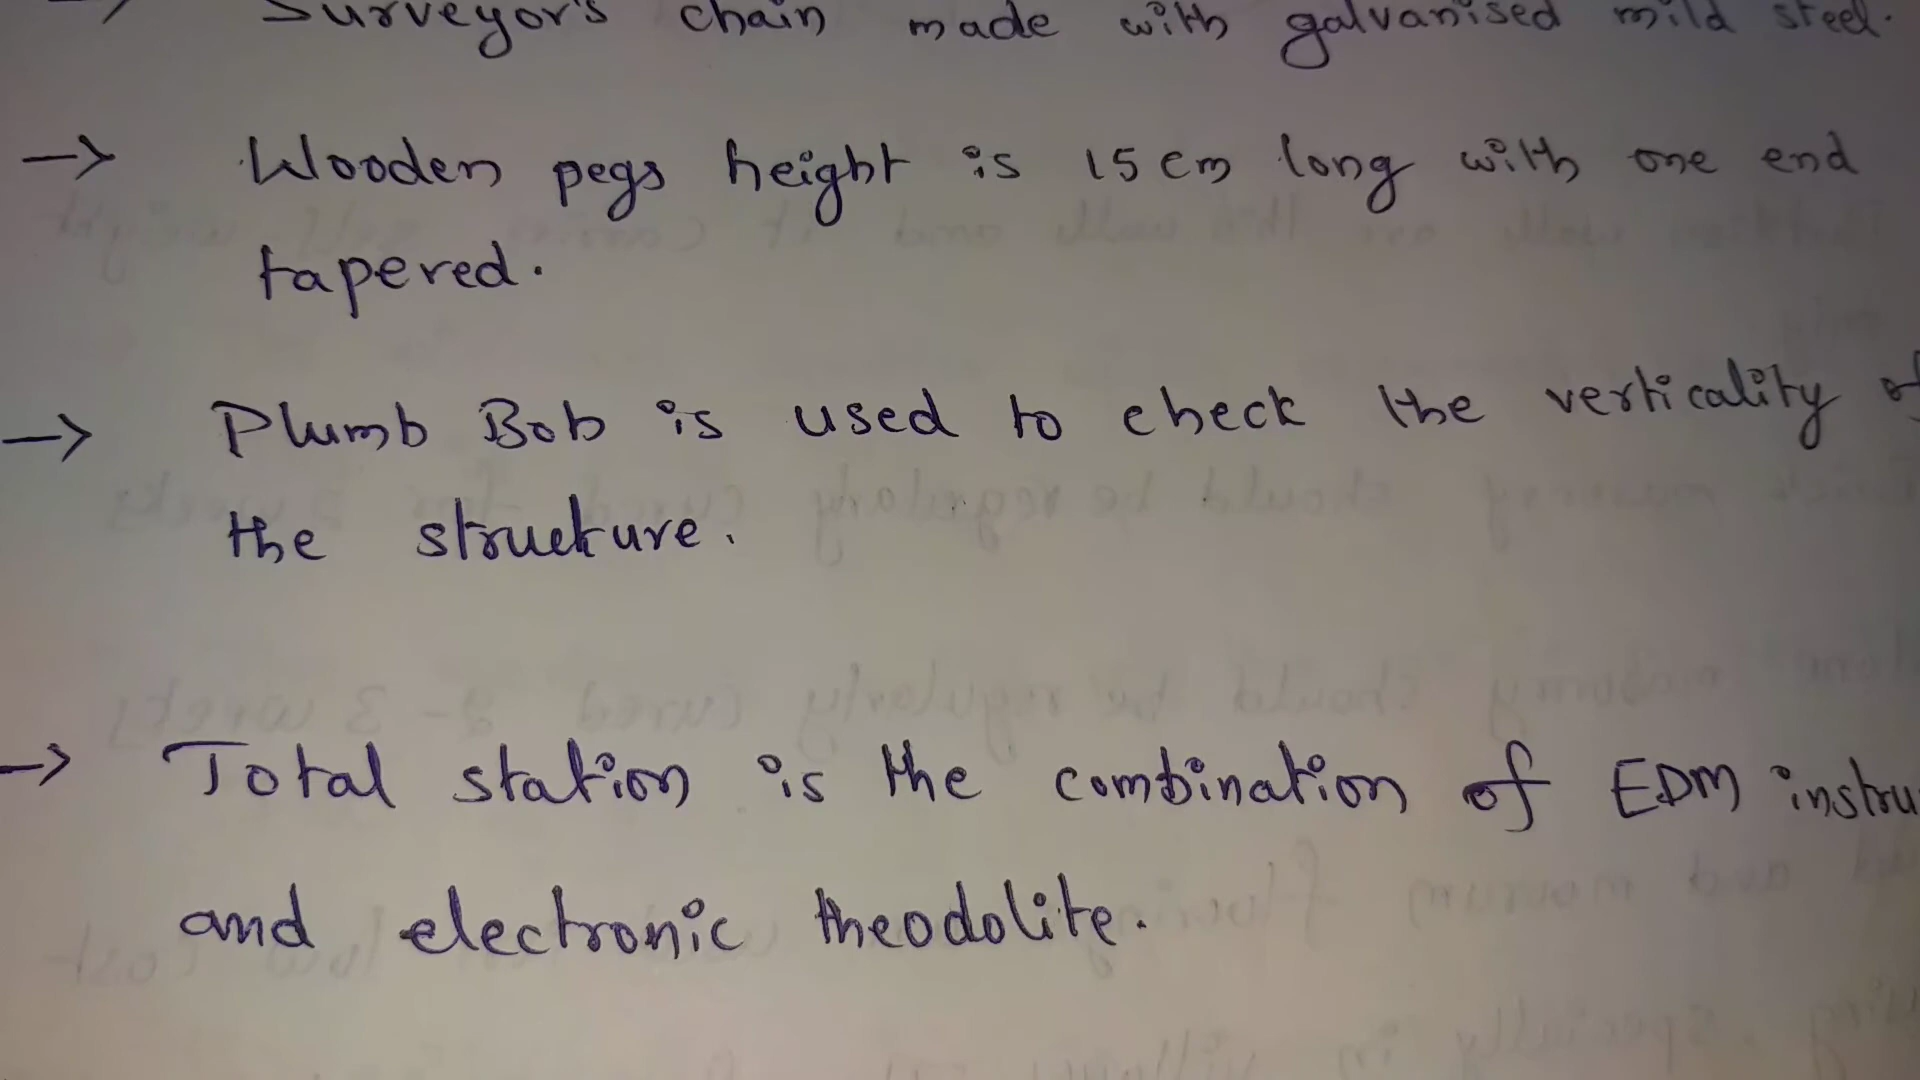 → Surveyor's chain made with galvanised mild steel.
→ Wooden pegs height is 15 cm long with one end
tapered.
→ Plumb Bob is used to check the verticality of
the structure.
→ Total station is the combination of EDM instru
and electronic theodolite.